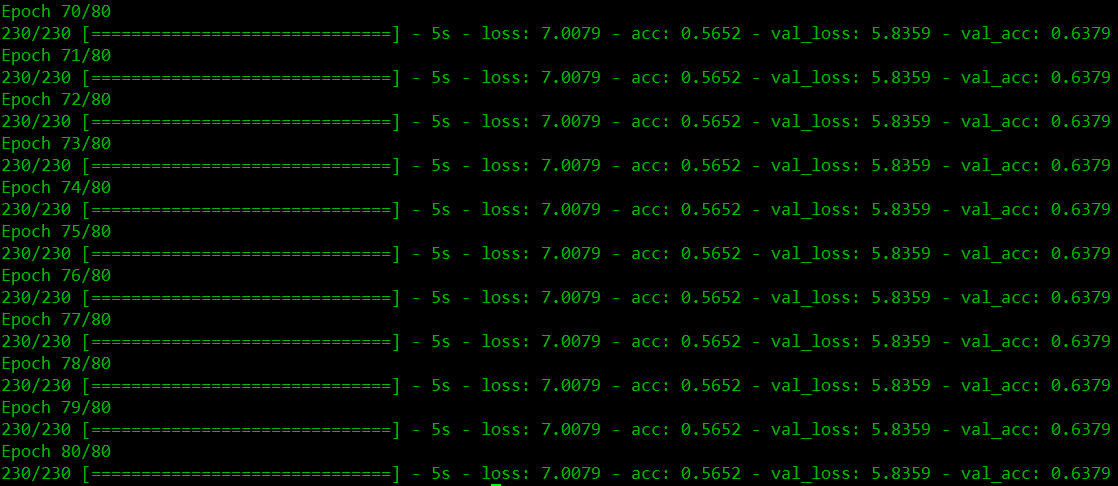 Epoch 70/80
230/230 [==============================] - 5s - loss: 7.0079 - acc: 0.5652 - val_loss: 5.8359 - val_acc: 0.6379
Epoch 71/80
230/230 [==============================] - 5s - loss: 7.0079 - acc: 0.5652 - val_loss: 5.8359 - val_acc: 0.6379
Epoch 72/80
230/230 [==============================] - 5s - loss: 7.0079 - acc: 0.5652 - val_loss: 5.8359 - val_acc: 0.6379
Epoch 73/80
230/230 [==============================] - 5s - loss: 7.0079 - acc: 0.5652 - val_loss: 5.8359 - val_acc: 0.6379
Epoch 74/80
230/230 [==============================] - 5s - loss: 7.0079 - acc: 0.5652 - val_loss: 5.8359 - val_acc: 0.6379
Epoch 75/80
230/230 [==============================] - 5s - loss: 7.0079 - acc: 0.5652 - val_loss: 5.8359 - val_acc: 0.6379
Epoch 76/80
230/230 [==============================] - 5s - loss: 7.0079 - acc: 0.5652 - val_loss: 5.8359 - val_acc: 0.6379
Epoch 77/80
230/230 [==============================] - 5s - loss: 7.0079 - acc: 0.5652 - val_loss: 5.8359 - val_acc: 0.6379
Epoch 78/80
230/230 [==============================] - 5s - loss: 7.0079 - acc: 0.5652 - val_loss: 5.8359 - val_acc: 0.6379
Epoch 79/80
230/230 [==============================] - 5s - loss: 7.0079 - acc: 0.5652 - val_loss: 5.8359 - val_acc: 0.6379
Epoch 80/80
230/230 [==============================] - 5s - loss: 7.0079 - acc: 0.5652 - val_loss: 5.8359 - val_acc: 0.6379